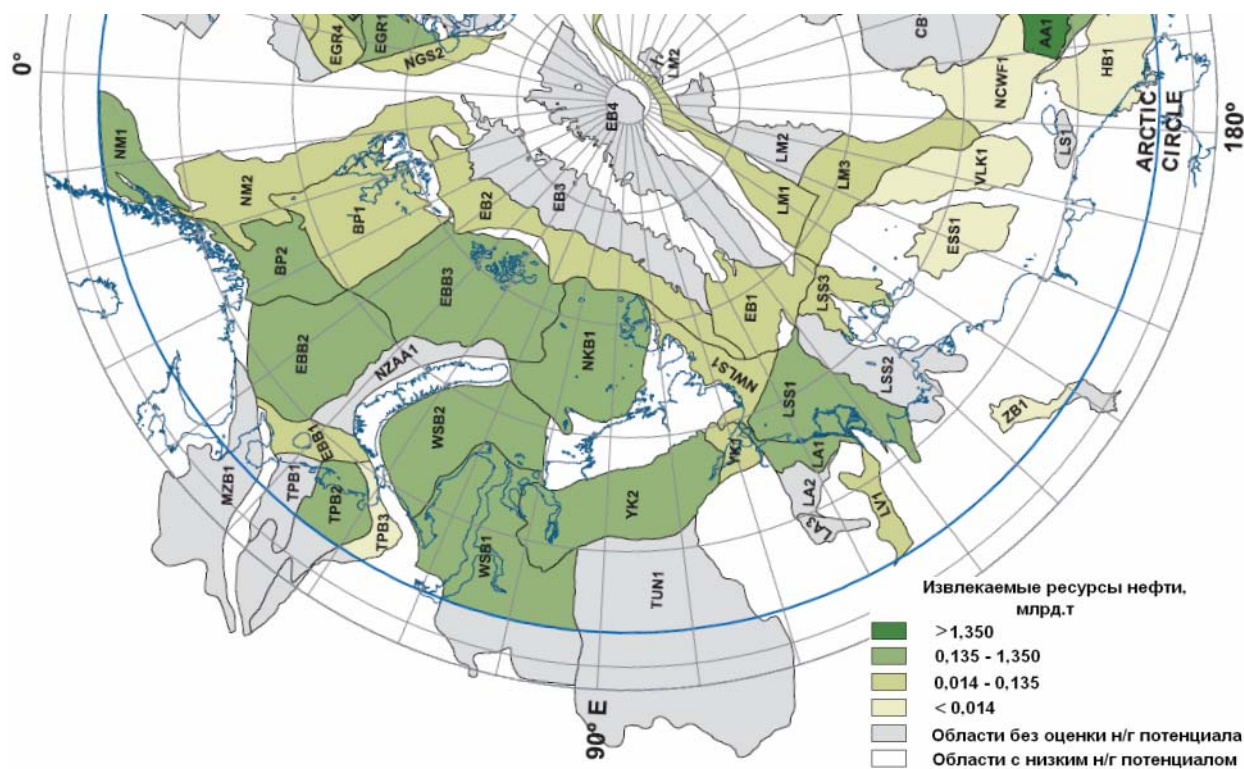 EGR4
EGR1
NGS2
LM2
CB
AA1
NCWF1
HB1
0°
NM1
EB4
LM2
LS1
ARCTIC
CIRCLE
180º
NM2
BP1
EB2
EB3
LM1
LM3
VLK1
ESS1
BP2
EBB3
EB1
LSS3
EBB2
NZAA1
NKB1
NWLS1
LSS2
LSS1
ZB1
WSB2
EBB1
MZB1
TPB1
TPB2
TPB3
YK1
LA1
LA2
LA3
LV1
YK2
WSB1
TUN1
90º E
Извлекаемые ресурсы нефти,
млрд.т
>1,350
0,135 - 1,350
0,014 - 0,135
< 0,014
Области без оценки н/г потенциала
Области с низким н/г потенциалом